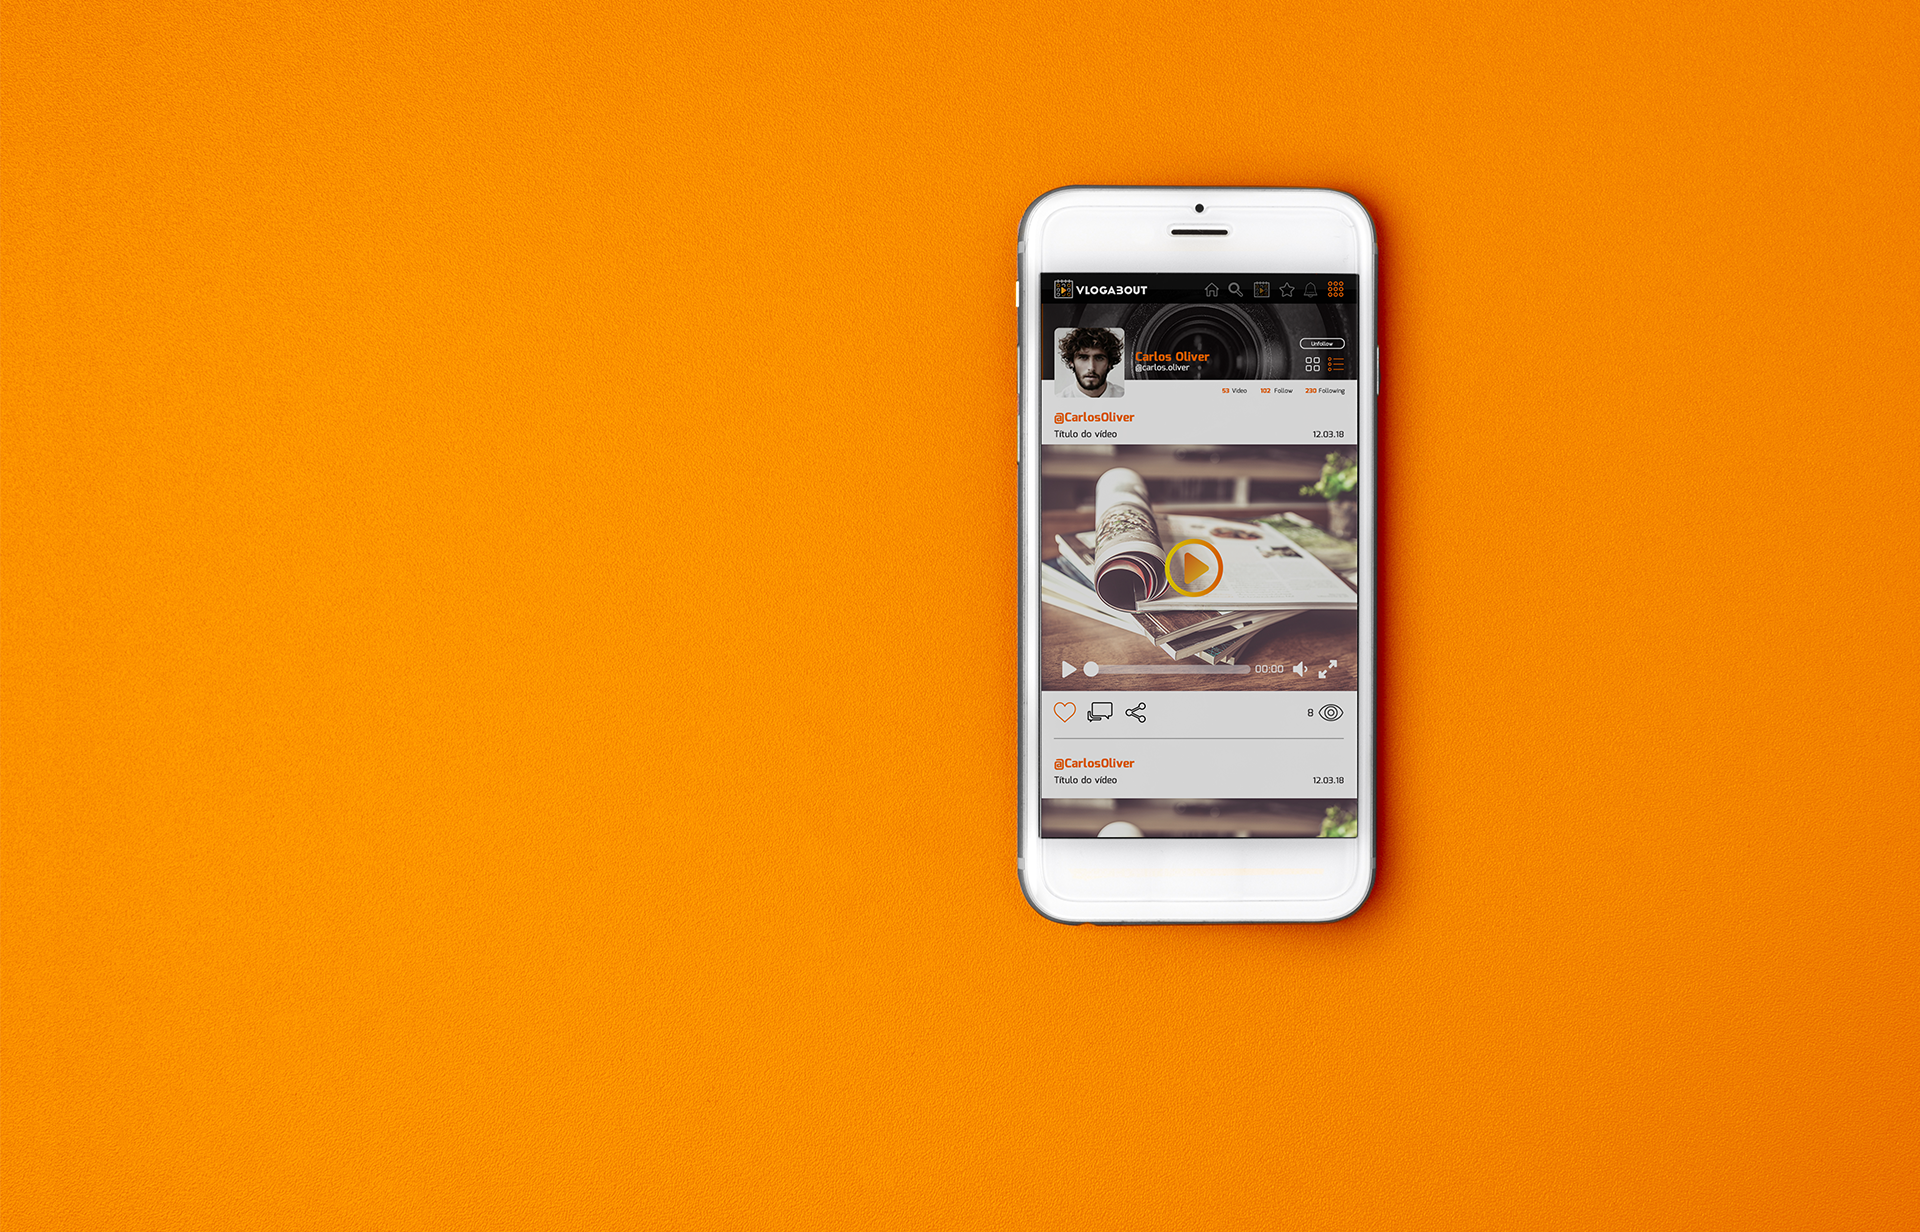 VLOGABOUT
Unfollow
Carlos Oliver
@carlos.oliver
53 Video 102 Follow 230 Following
@CarlosOliver
Título do vídeo 12.03.18
00:00
8
@CarlosOliver
Título do vídeo 12.03.18